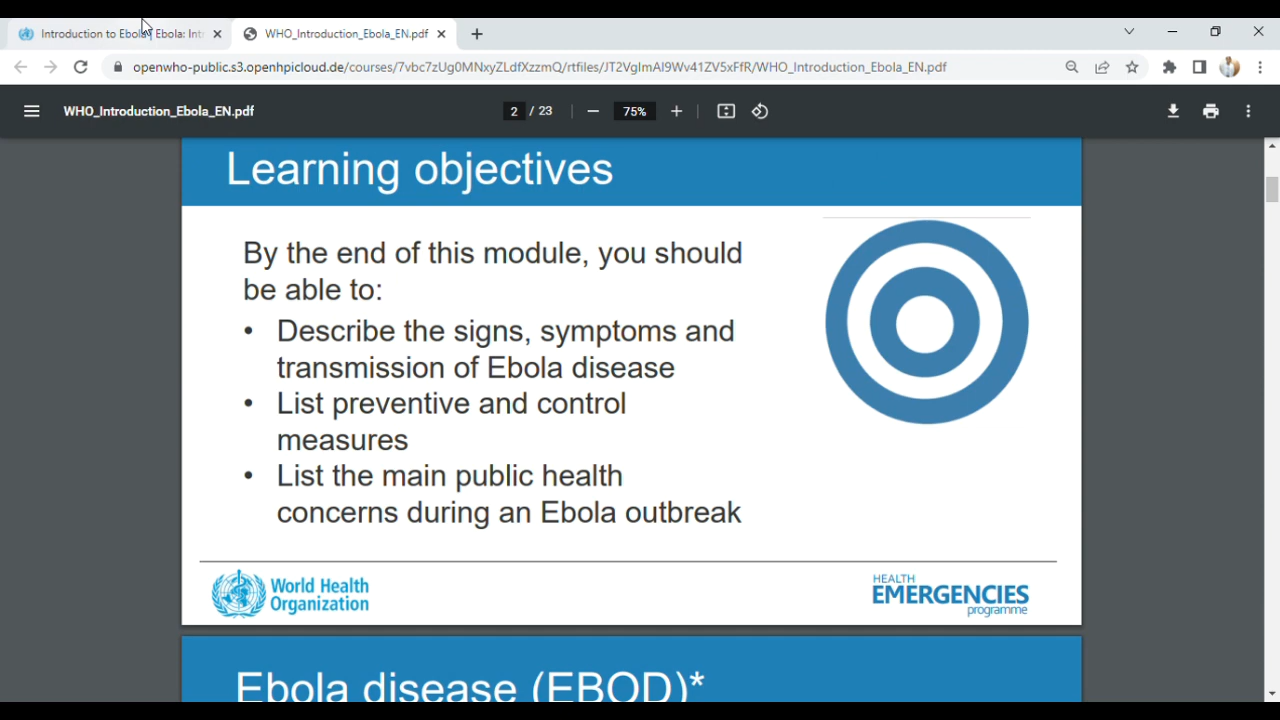 Introduction to Ebola | Ebola: Int
WHO_Introduction_Ebola_EN.pdf
openwho-public.s3.openhpicloud.de/courses/7vbc7zUg0MNxyZLdfXzzmQ/rtfiles/JT2VglmAI9Wv41ZV5xFfR/WHO_Introduction_Ebola_EN.pdf
WHO_Introduction_Ebola_EN.pdf
2 / 23
75%
Learning objectives
By the end of this module, you should
be able to:
• Describe the signs, symptoms and
transmission of Ebola disease
• List preventive and control
measures
• List the main public health
concerns during an Ebola outbreak
World Health
Organization
HEALTH
EMERGENCIES
programme
Ebola disease (EBOD)*